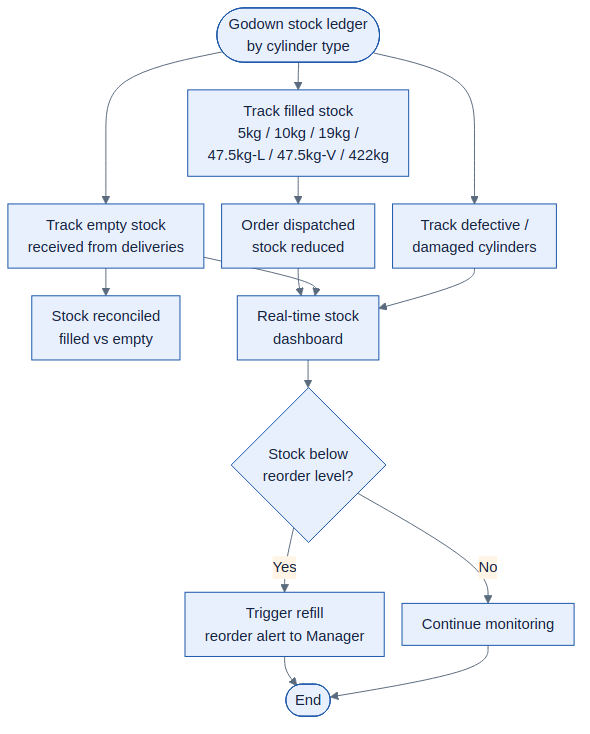 Godown stock ledger
by cylinder type
Track filled stock
5kg / 10kg / 19kg /
47.5kg-L / 47.5kg-V / 422kg
Track empty stock
received from deliveries
Order dispatched
stock reduced
Track defective /
damaged cylinders
Stock reconciled
filled vs empty
Real-time stock
dashboard
Stock below
reorder level?
Yes
No
Trigger refill
reorder alert to Manager
Continue monitoring
End